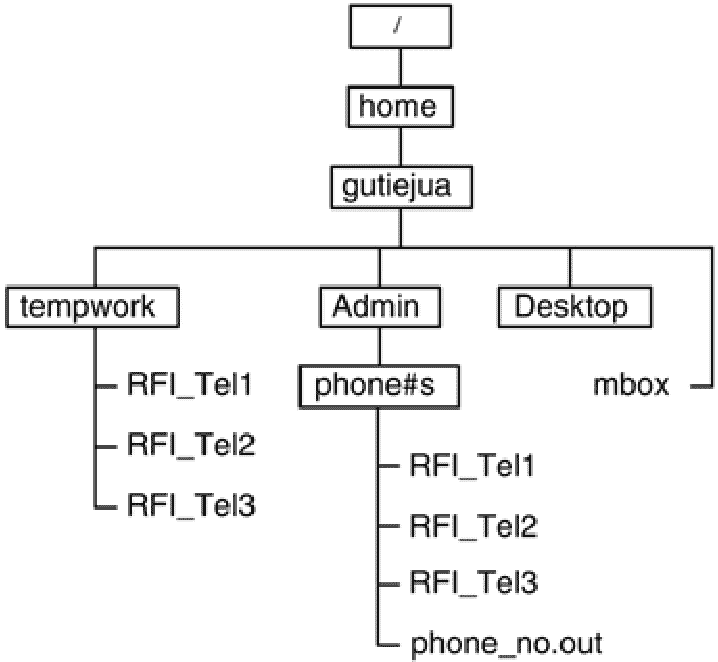 /
home
gutiejua
tempwork Admin Desktop
RFI_Tel1 phone#s mbox
RFI_Tel2
RFI_Tel3
RFI_Tel1
RFI_Tel2
RFI_Tel3
phone_no.out